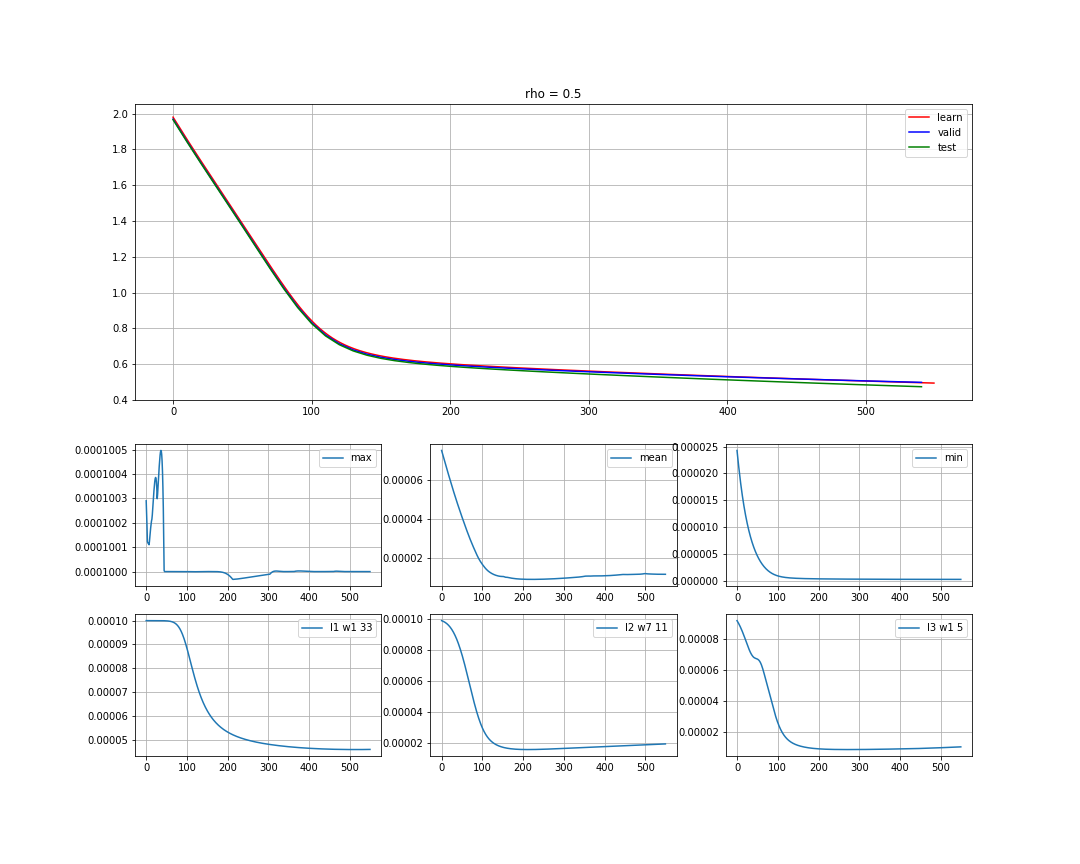 rho = 0.5
2.0
1.8
1.6
1.4
1.2
1.0
0.8
0.6
0.4
learn
valid
test
0 100 200 300 400 500
0.0001005
0.0001004
0.0001003
0.0001002
0.0001001
0.0001000
max
0 100 200 300 400 500
0.00006
0.00004
0.00002
mean
0 100 200 300 400 500
0.000025
0.000020
0.000015
0.000010
0.000005
0.000000
min
0 100 200 300 400 500
0.00010
0.00009
0.00008
0.00007
0.00006
0.00005
l1 w1 33
0 100 200 300 400 500
0.00010
0.00008
0.00006
0.00004
0.00002
l2 w7 11
0 100 200 300 400 500
0.00008
0.00006
0.00004
0.00002
l3 w1 5
0 100 200 300 400 500